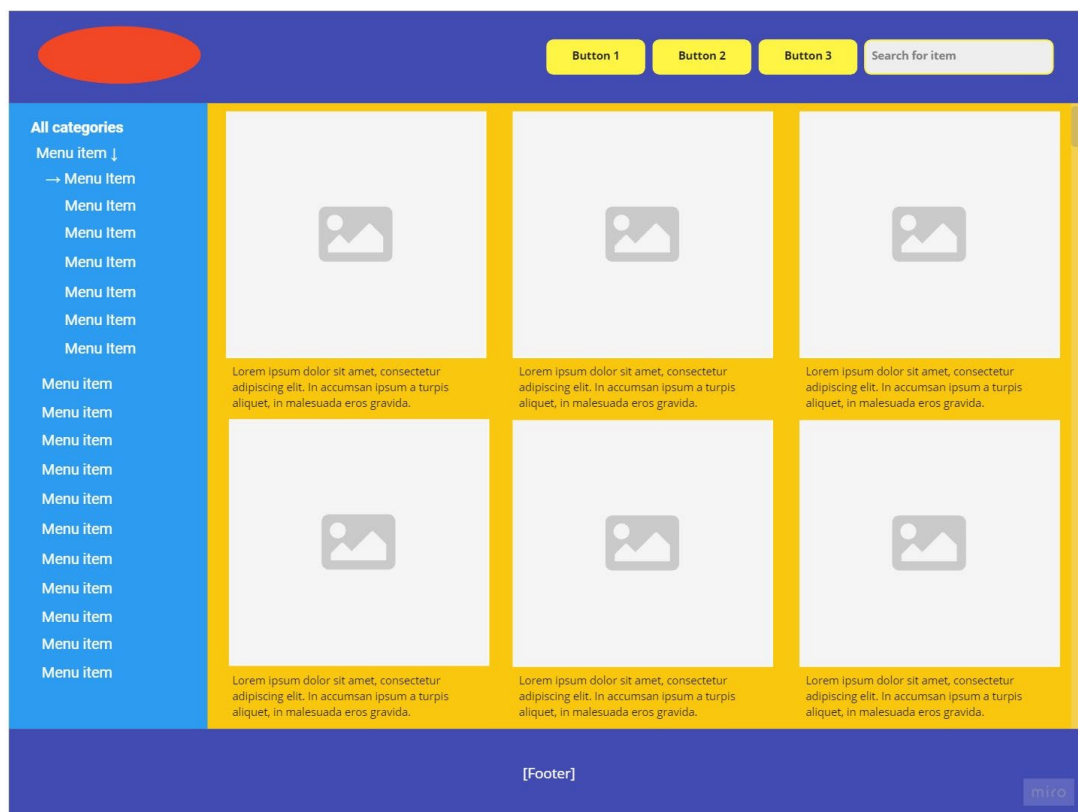 Button 1
Button 2
Button 3
Search for item
All categories
Menu item ↓
→ Menu Item
Menu Item
Menu Item
Menu Item
Menu Item
Menu Item
Menu Item
Menu item
Menu item
Menu item
Menu item
Menu item
Menu item
Menu item
Menu item
Menu item
Menu item
Menu item
Lorem ipsum dolor sit amet, consectetur
adipiscing elit. In accumsan ipsum a turpis
aliquet, in malesuada eros gravida.
Lorem ipsum dolor sit amet, consectetur
adipiscing elit. In accumsan ipsum a turpis
aliquet, in malesuada eros gravida.
Lorem ipsum dolor sit amet, consectetur
adipiscing elit. In accumsan ipsum a turpis
aliquet, in malesuada eros gravida.
Lorem ipsum dolor sit amet, consectetur
adipiscing elit. In accumsan ipsum a turpis
aliquet, in malesuada eros gravida.
Lorem ipsum dolor sit amet, consectetur
adipiscing elit. In accumsan ipsum a turpis
aliquet, in malesuada eros gravida.
Lorem ipsum dolor sit amet, consectetur
adipiscing elit. In accumsan ipsum a turpis
aliquet, in malesuada eros gravida.
[Footer]
miro